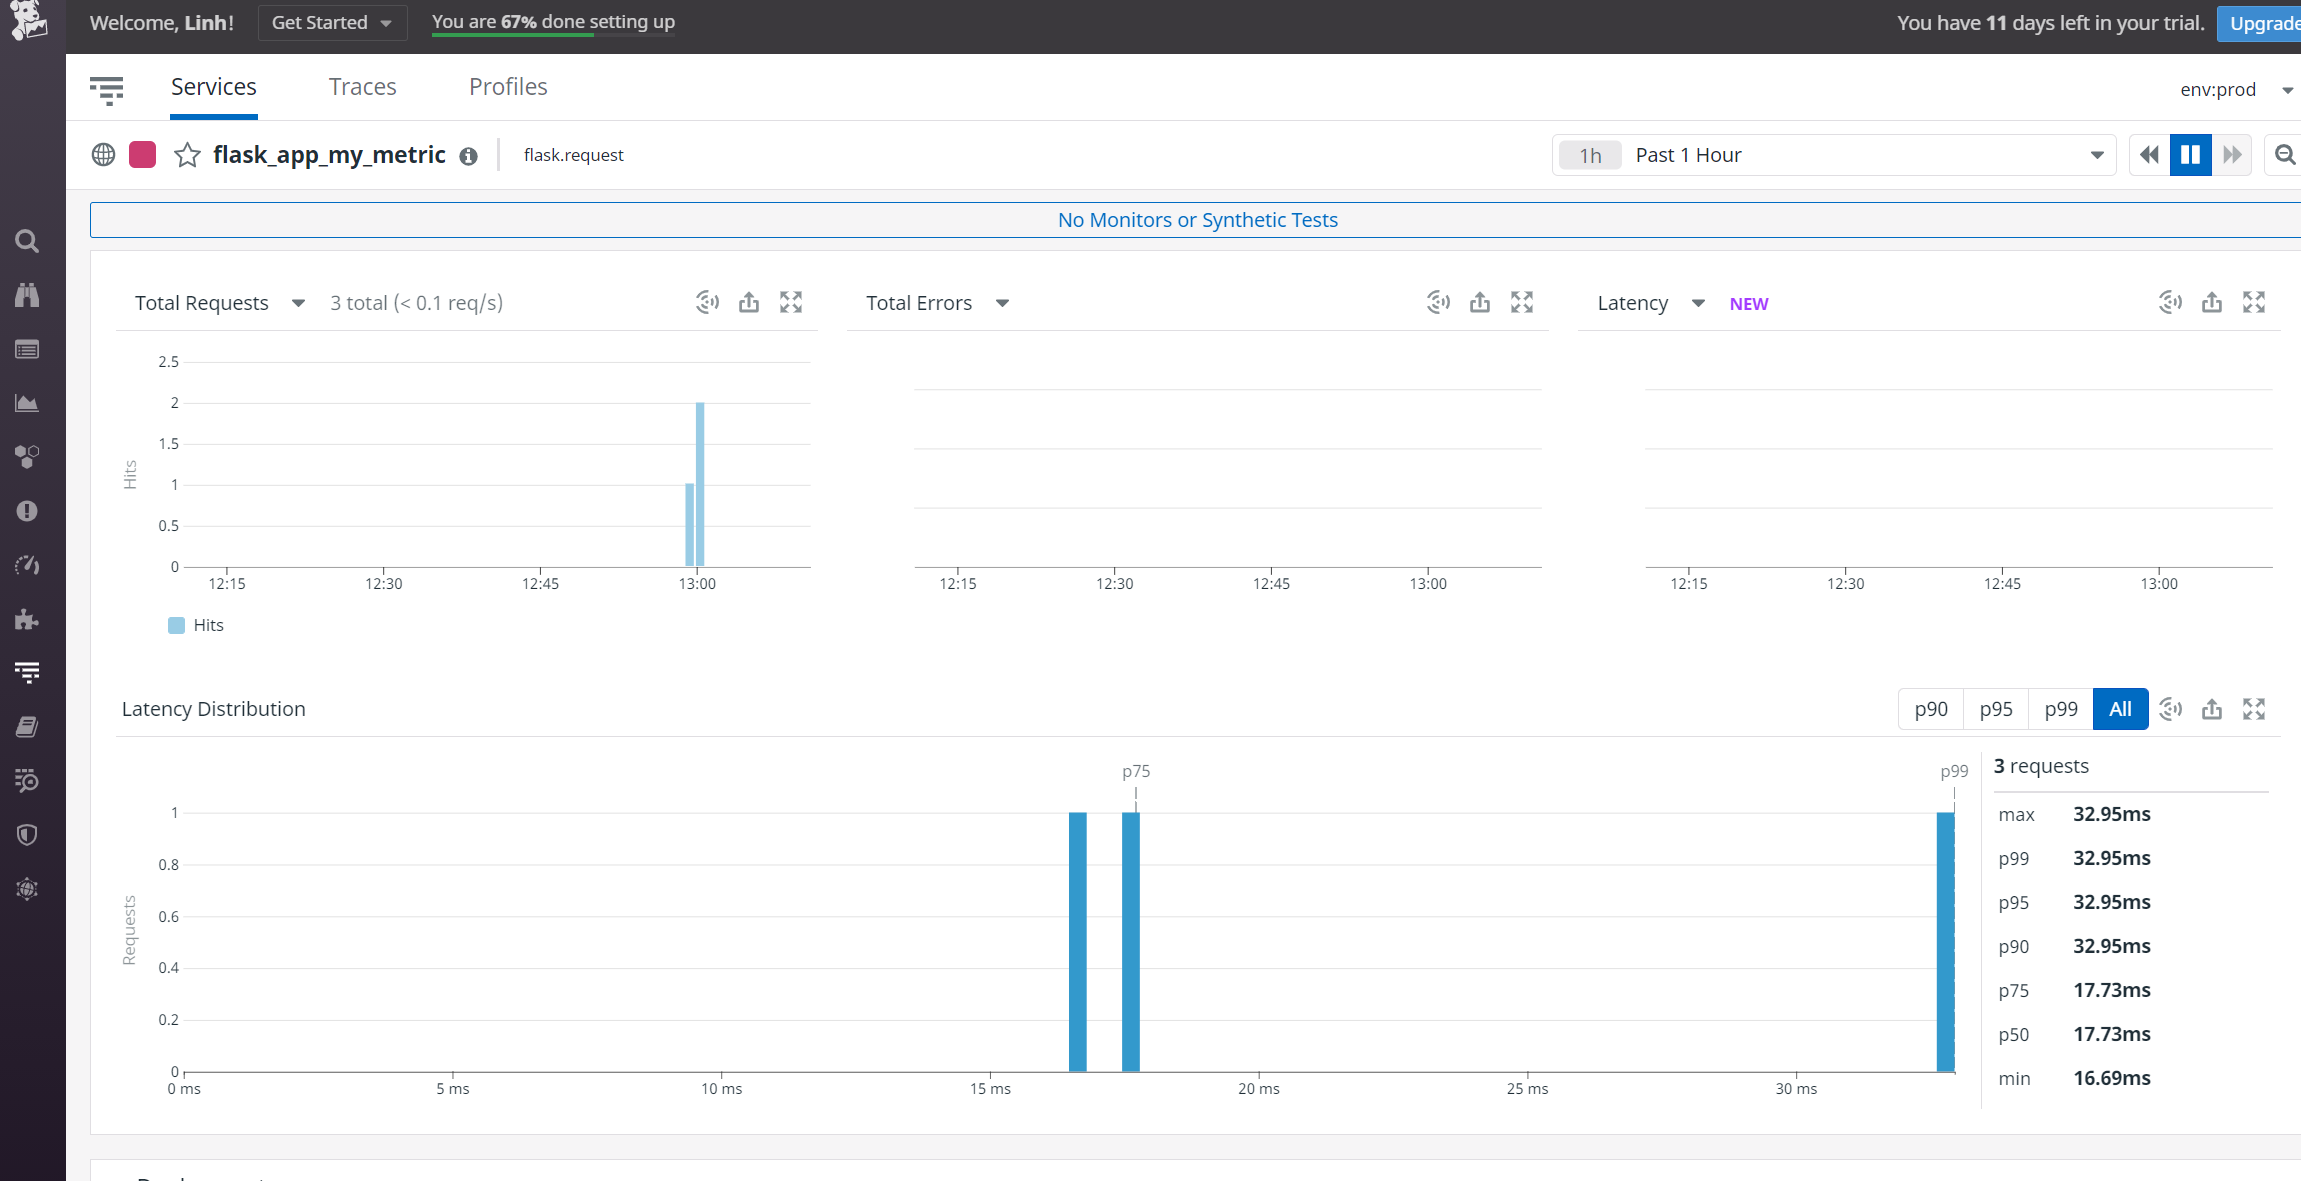 Welcome, Linh!
Get Started
You are 67% done setting up
You have 11 days left in your trial.
Upgrade
Services
Traces
Profiles
env:prod
flask_app_my_metric
flask.request
1h
Past 1 Hour
No Monitors or Synthetic Tests
Total Requests
3 total (< 0.1 req/s)
2.5
2
1.5
1
0.5
0
Hits
12:15
12:30
12:45
13:00
Hits
Total Errors
12:15
12:30
12:45
13:00
Latency
NEW
12:15
12:30
12:45
13:00
Latency Distribution
p90
p95
p99
All
p75
p99
1
0.8
0.6
0.4
0.2
0
Requests
0 ms
5 ms
10 ms
15 ms
20 ms
25 ms
30 ms
3 requests
max 32.95ms
p99 32.95ms
p95 32.95ms
p90 32.95ms
p75 17.73ms
p50 17.73ms
min 16.69ms